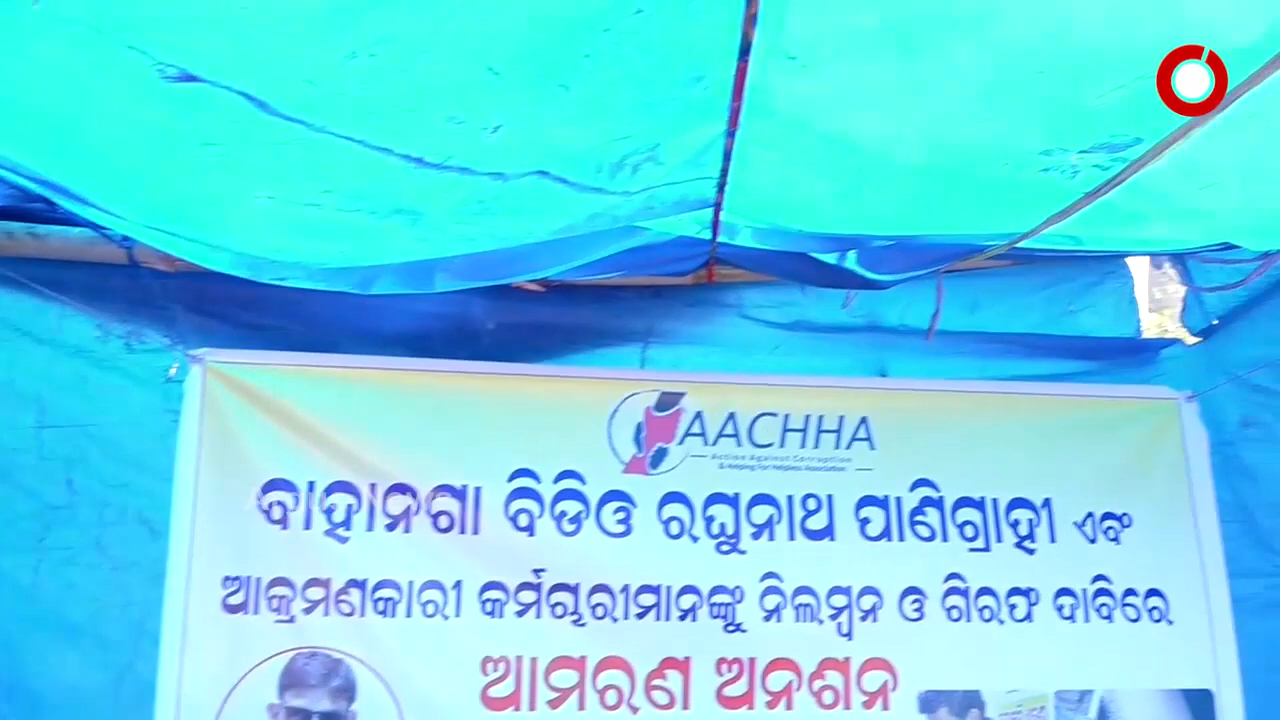 AACHHA
Action Against Corruption
& Helping For Helpless Association
ବାହାନଗା ବିଡିଓ ରଘୁନାଥ ପାଣିଗ୍ରାହୀ ଏବଂ
ଆକ୍ରମଣକାରୀ କର୍ମଚାରୀମାନଙ୍କୁ ନିଲମ୍ବନ ଓ ଗିରଫ ଦାବିରେ
ଆମରଣ ଅନଶନ